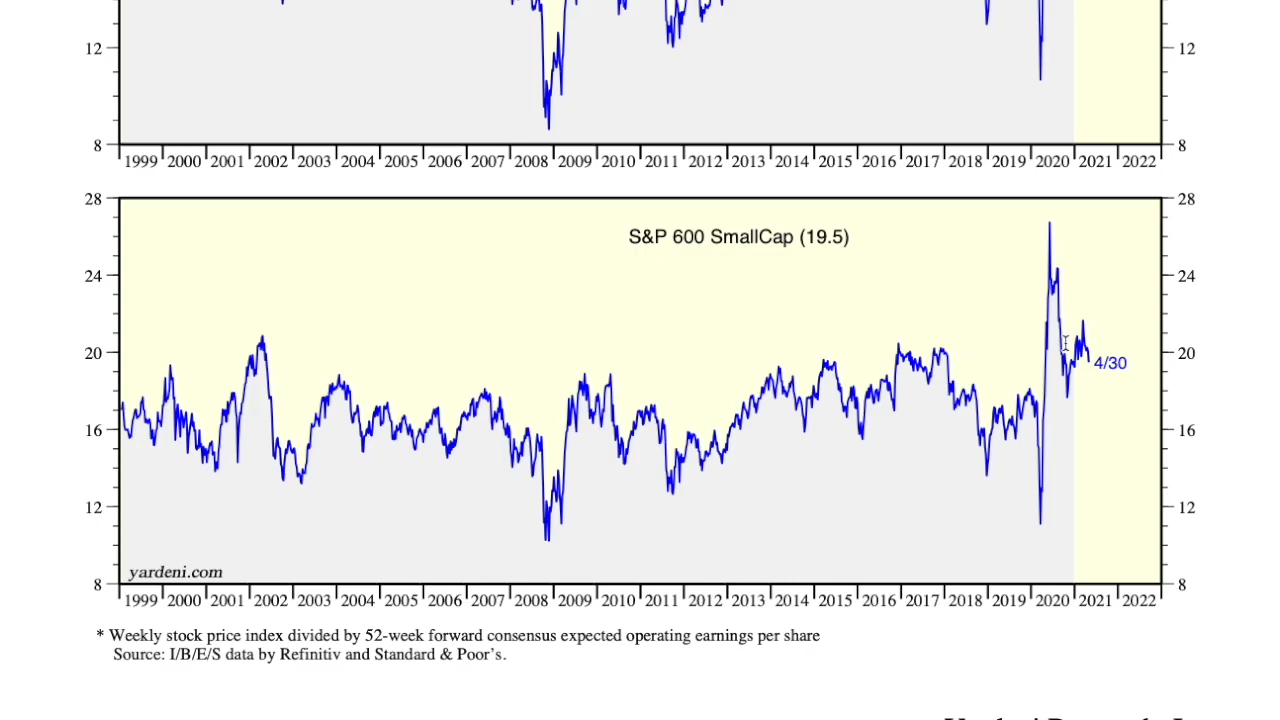 12 12
8 8
1999 2000 2001 2002 2003 2004 2005 2006 2007 2008 2009 2010 2011 2012 2013 2014 2015 2016 2017 2018 2019 2020 2021 2022
28 28
S&P 600 SmallCap (19.5)
24 24
20 20
4/30
16 16
12 12
yardeni.com
8 8
1999 2000 2001 2002 2003 2004 2005 2006 2007 2008 2009 2010 2011 2012 2013 2014 2015 2016 2017 2018 2019 2020 2021 2022
* Weekly stock price index divided by 52-week forward consensus expected operating earnings per share
Source: I/B/E/S data by Refinitiv and Standard & Poor's.